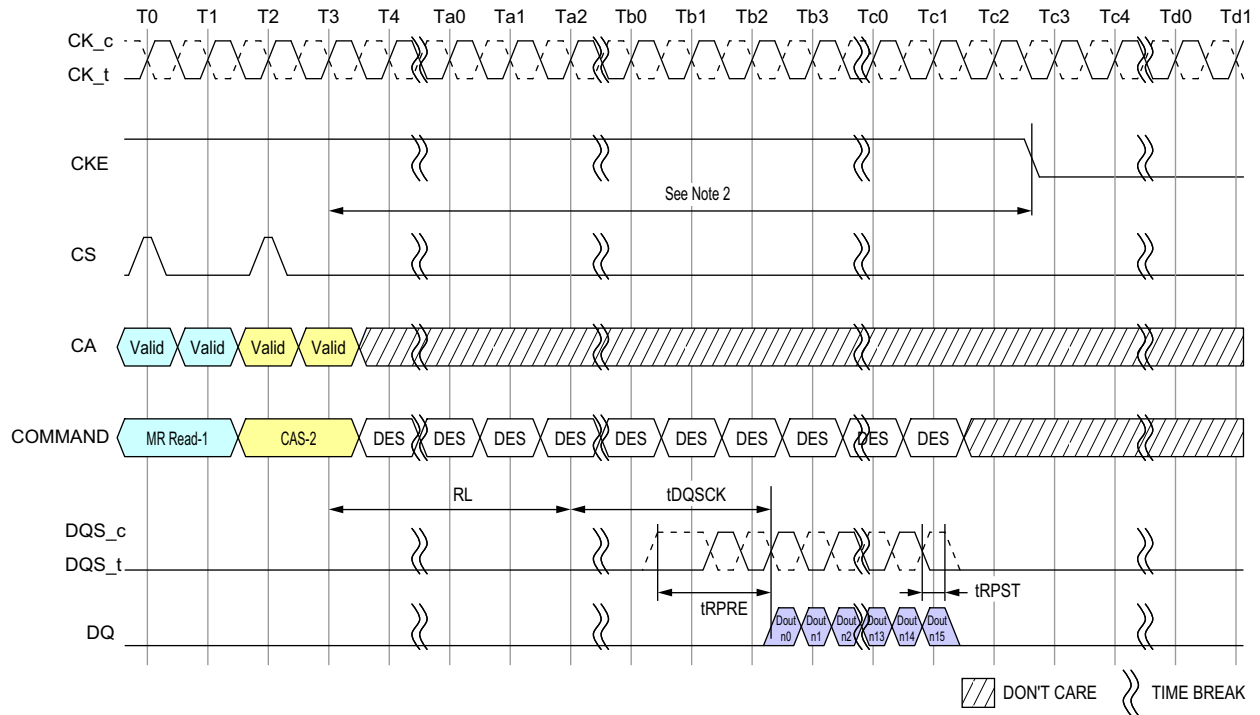 T0 T1 T2 T3 T4 Ta0 Ta1 Ta2 Tb0 Tb1 Tb2 Tb3 Tc0 Tc1 Tc2 Tc3 Tc4 Td0 Td1
CK_c
CK_t
CKE
See Note 2
CS
CA Valid Valid Valid Valid
COMMAND MR Read-1 CAS-2 DES DES DES DES DES DES DES DES DES DES
RL tDQSCK
DQS_c
DQS_t
tRPRE tRPST
DQ Dout n0 Dout n1 Dout n2 Dout n13 Dout n14 Dout n15
DON'T CARE TIME BREAK